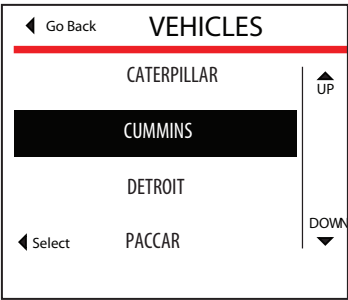 Go Back VEHICLES
CATERPILLAR
UP
CUMMINS
DETROIT
DOWN
Select PACCAR